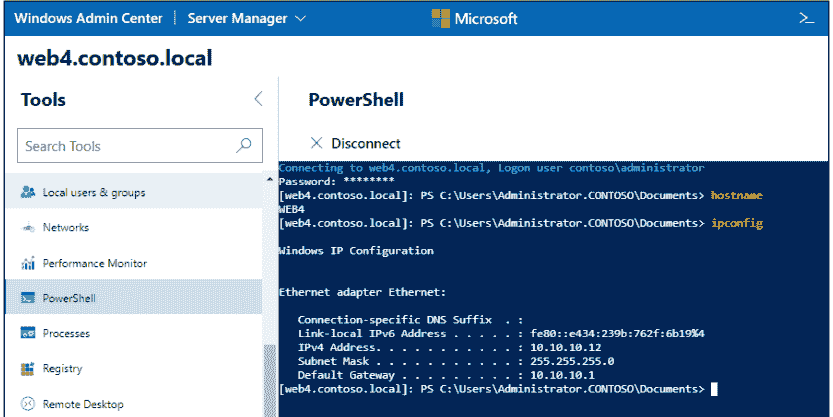 Windows Admin Center | Server Manager
Microsoft
>_
web4.contoso.local
Tools
Search Tools
Local users & groups
Networks
Performance Monitor
PowerShell
Processes
Registry
Remote Desktop
PowerShell
Disconnect
Connecting to web4.contoso.local, Logon user contoso\administrator
Password: ********
[web4.contoso.local]: PS C:\Users\Administrator.CONTOSO\Documents> hostname
WEB4
[web4.contoso.local]: PS C:\Users\Administrator.CONTOSO\Documents> ipconfig
Windows IP Configuration
Ethernet adapter Ethernet:
Connection-specific DNS Suffix  . :
Link-local IPv6 Address . . . . . : fe80::e434:239b:762f:6b19%4
IPv4 Address. . . . . . . . . . . : 10.10.10.12
Subnet Mask . . . . . . . . . . . : 255.255.255.0
Default Gateway . . . . . . . . . : 10.10.10.1
[web4.contoso.local]: PS C:\Users\Administrator.CONTOSO\Documents>